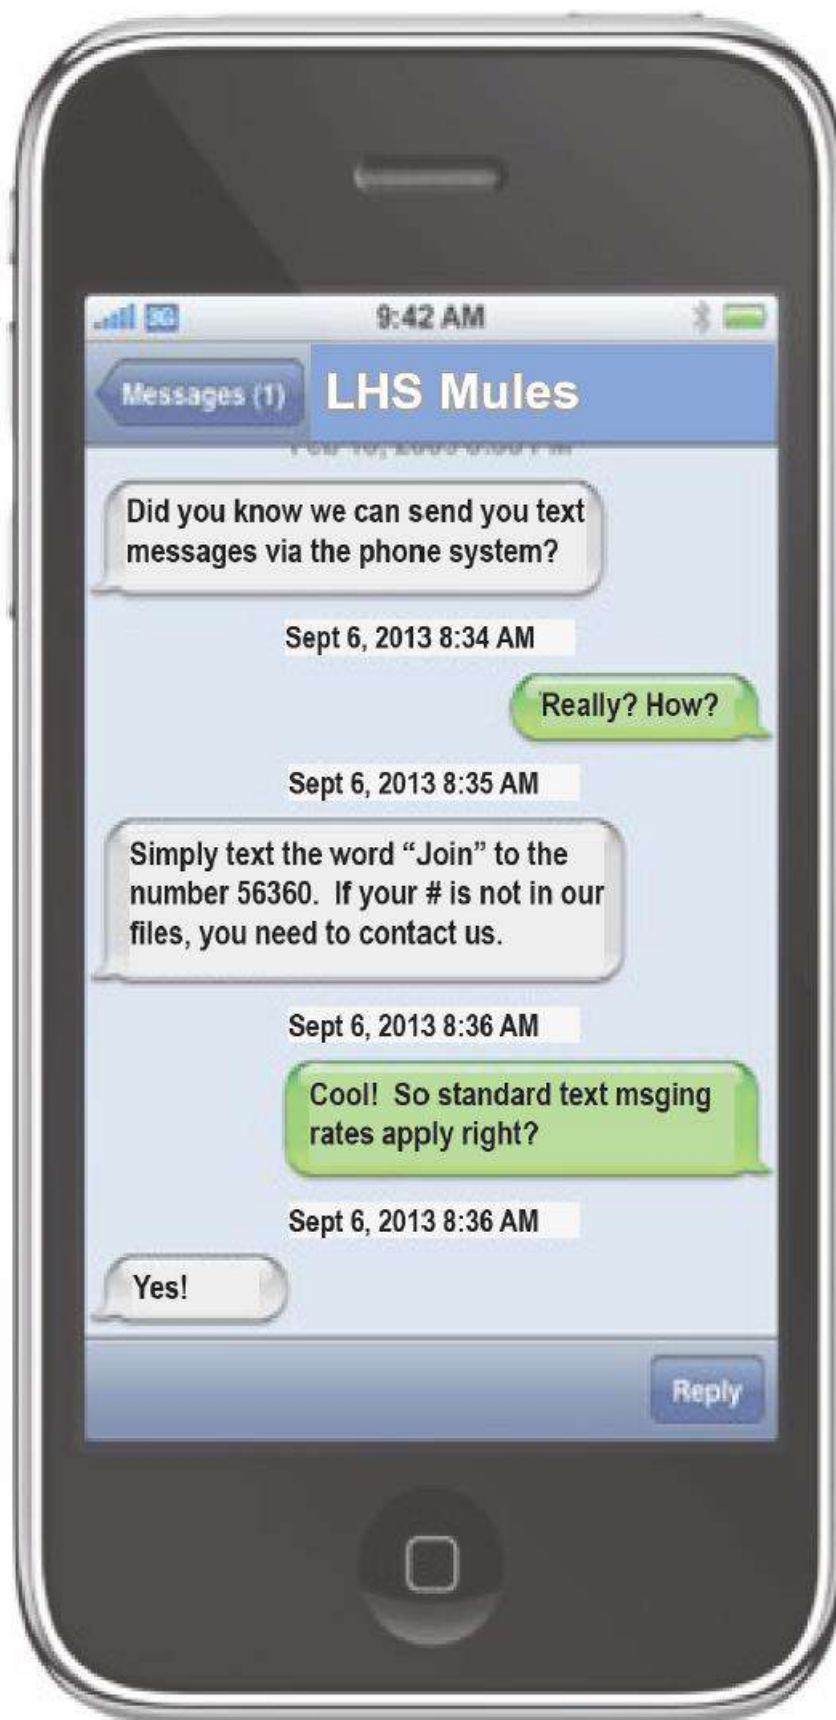 3G
9:42 AM
Messages (1)
LHS Mules
Did you know we can send you text
messages via the phone system?
Sept 6, 2013 8:34 AM
Really? How?
Sept 6, 2013 8:35 AM
Simply text the word “Join” to the
number 56360.  If your # is not in our
files, you need to contact us.
Sept 6, 2013 8:36 AM
Cool!  So standard text msging
rates apply right?
Sept 6, 2013 8:36 AM
Yes!
Reply